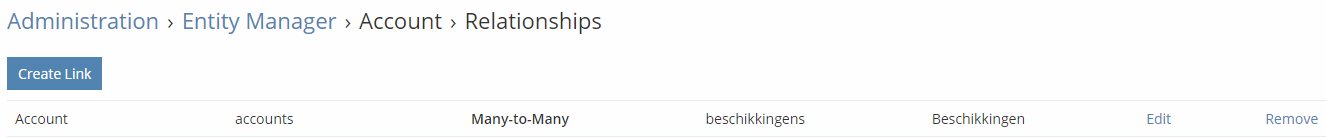 Administration › Entity Manager › Account › Relationships
Create Link
Account accounts Many-to-Many beschikkingens Beschikkingen Edit Remove